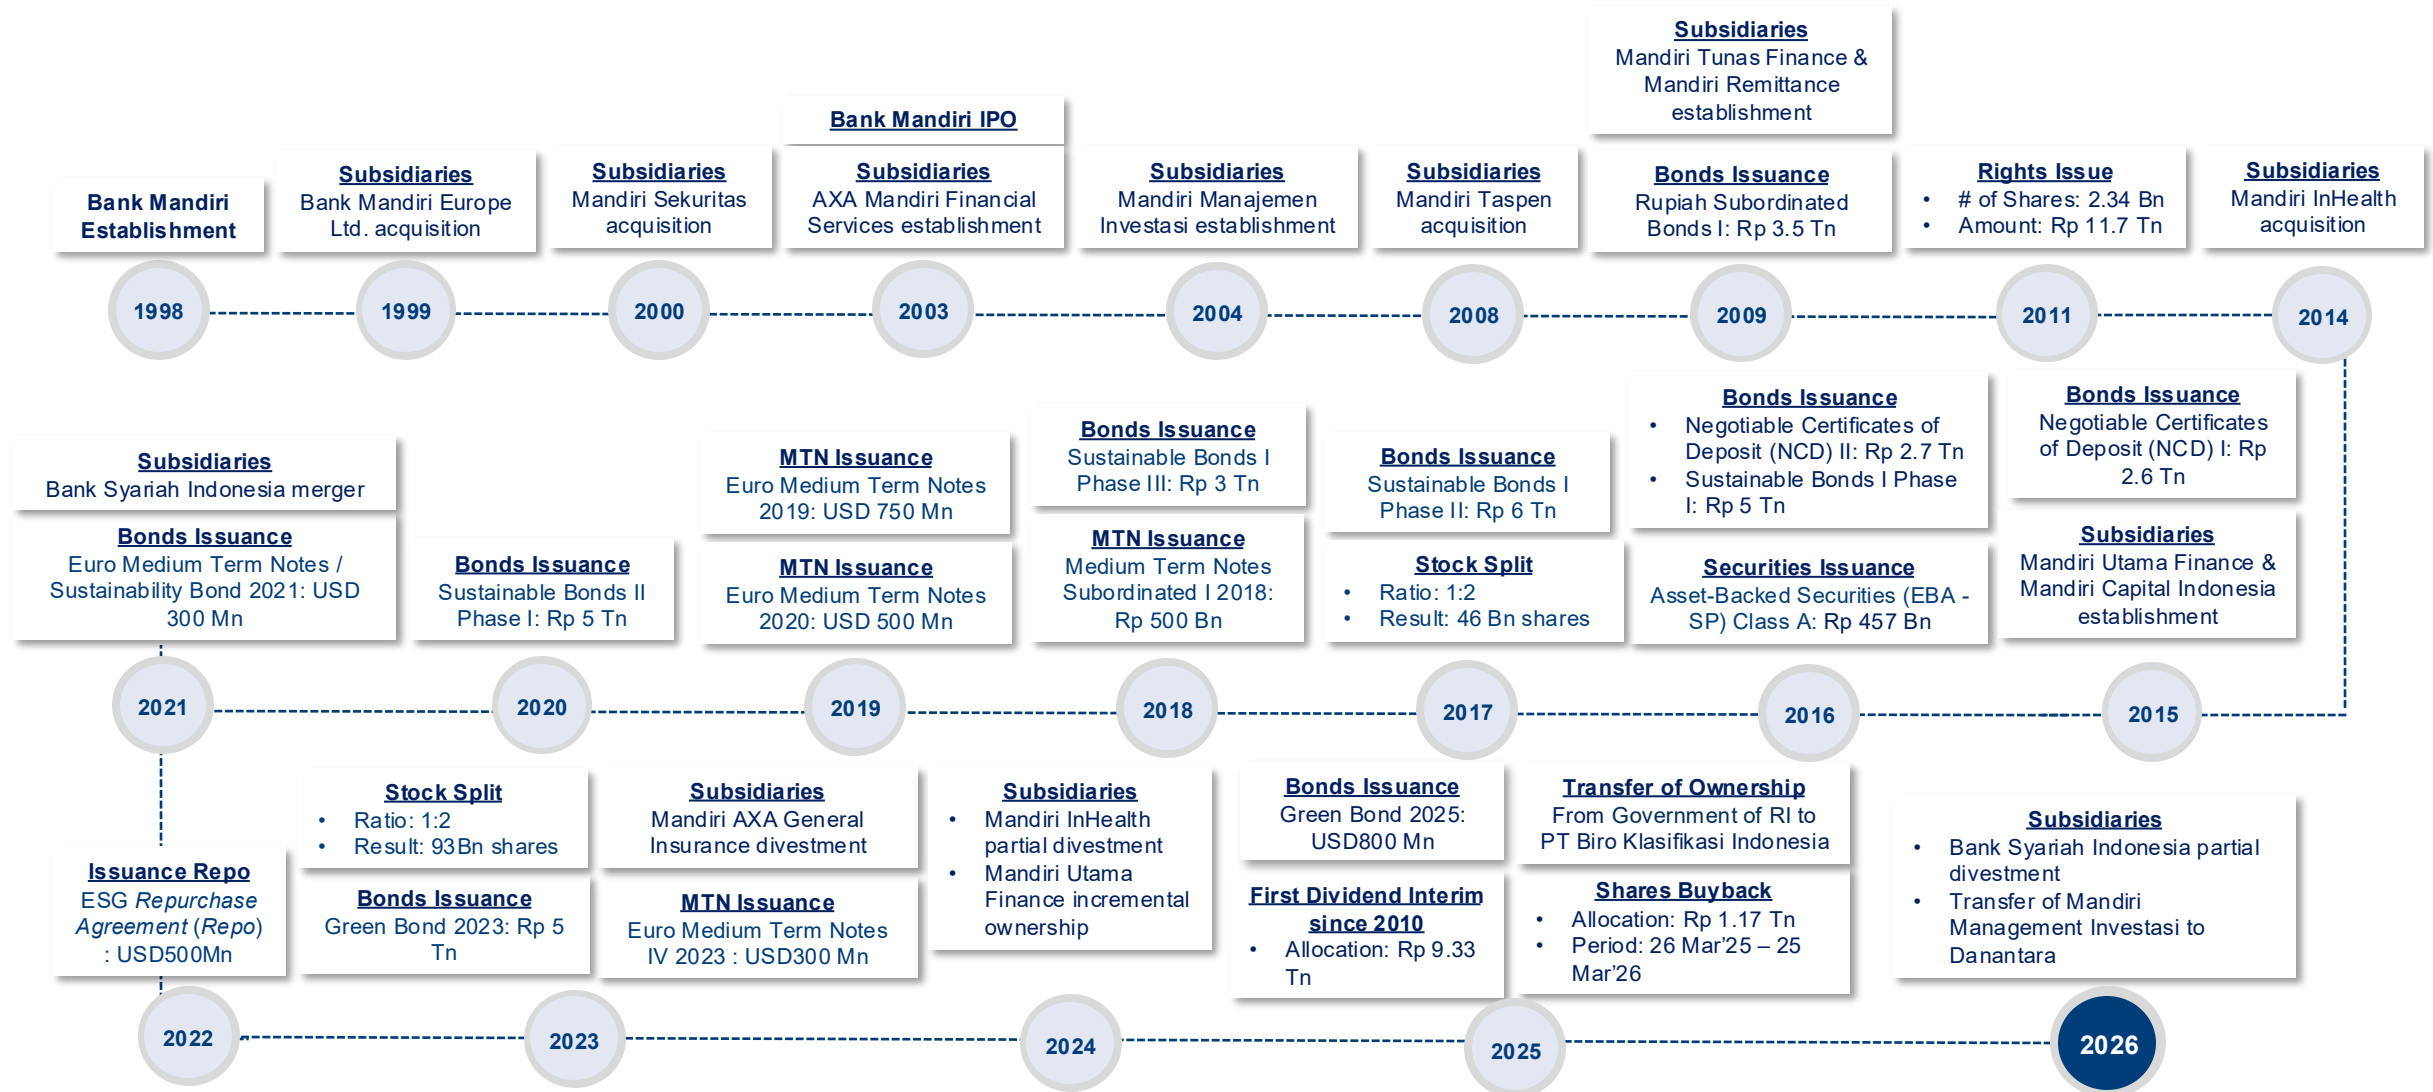 Bank Mandiri
Establishment
1998
Subsidiaries
Bank Mandiri Europe
Ltd. acquisition
1999
Subsidiaries
Mandiri Sekuritas
acquisition
2000
Bank Mandiri IPO
Subsidiaries
AXA Mandiri Financial
Services establishment
2003
Subsidiaries
Mandiri Manajemen
Investasi establishment
2004
Subsidiaries
Mandiri Taspen
acquisition
2008
Subsidiaries
Mandiri Tunas Finance &
Mandiri Remittance
establishment
Bonds Issuance
Rupiah Subordinated
Bonds I: Rp 3.5 Tn
2009
Rights Issue
• # of Shares: 2.34 Bn
• Amount: Rp 11.7 Tn
2011
Subsidiaries
Mandiri InHealth
acquisition
2014
Bonds Issuance
Negotiable Certificates
of Deposit (NCD) I: Rp
2.6 Tn
Subsidiaries
Mandiri Utama Finance &
Mandiri Capital Indonesia
establishment
2015
Bonds Issuance
• Negotiable Certificates of
Deposit (NCD) II: Rp 2.7 Tn
• Sustainable Bonds I Phase
I: Rp 5 Tn
Securities Issuance
Asset-Backed Securities (EBA -
SP) Class A: Rp 457 Bn
2016
Bonds Issuance
Sustainable Bonds I
Phase II: Rp 6 Tn
Stock Split
• Ratio: 1:2
• Result: 46 Bn shares
2017
Bonds Issuance
Sustainable Bonds I
Phase III: Rp 3 Tn
MTN Issuance
Medium Term Notes
Subordinated I 2018:
Rp 500 Bn
2018
MTN Issuance
Euro Medium Term Notes
2019: USD 750 Mn
MTN Issuance
Euro Medium Term Notes
2020: USD 500 Mn
2019
Bonds Issuance
Sustainable Bonds II
Phase I: Rp 5 Tn
2020
Subsidiaries
Bank Syariah Indonesia merger
Bonds Issuance
Euro Medium Term Notes /
Sustainability Bond 2021: USD
300 Mn
2021
Issuance Repo
ESG Repurchase
Agreement (Repo)
: USD500Mn
2022
Stock Split
• Ratio: 1:2
• Result: 93Bn shares
Bonds Issuance
Green Bond 2023: Rp 5
Tn
Subsidiaries
Mandiri AXA General
Insurance divestment
MTN Issuance
Euro Medium Term Notes
IV 2023 : USD300 Mn
2023
Subsidiaries
• Mandiri InHealth
partial divestment
• Mandiri Utama
Finance incremental
ownership
2024
Bonds Issuance
Green Bond 2025:
USD800 Mn
First Dividend Interim
since 2010
• Allocation: Rp 9.33
Tn
Transfer of Ownership
From Government of RI to
PT Biro Klasifikasi Indonesia
Shares Buyback
• Allocation: Rp 1.17 Tn
• Period: 26 Mar’25 – 25
Mar’26
2025
Subsidiaries
• Bank Syariah Indonesia partial
divestment
• Transfer of Mandiri
Management Investasi to
Danantara
2026